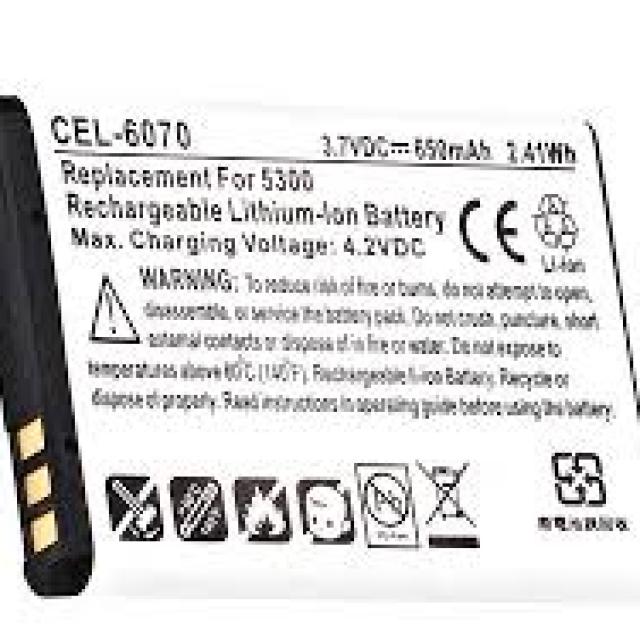 CEL-6070
3.7VDC⎓650mAh 2.41Wh
Replacement For 5300
Rechargeable Lithium-Ion Battery
Max. Charging Voltage: 4.2VDC
CE
Li-Ion
WARNING: To reduce risk of fire or burns, do not attempt to open,
disassemble, or service the battery pack. Do not crush, puncture, short
external contacts or dispose of in fire or water. Do not expose to
temperatures above 60°C (140°F). Rechargeable li-ion Battery. Recycle or
dispose of properly. Read instructions in operating guide before using the battery.